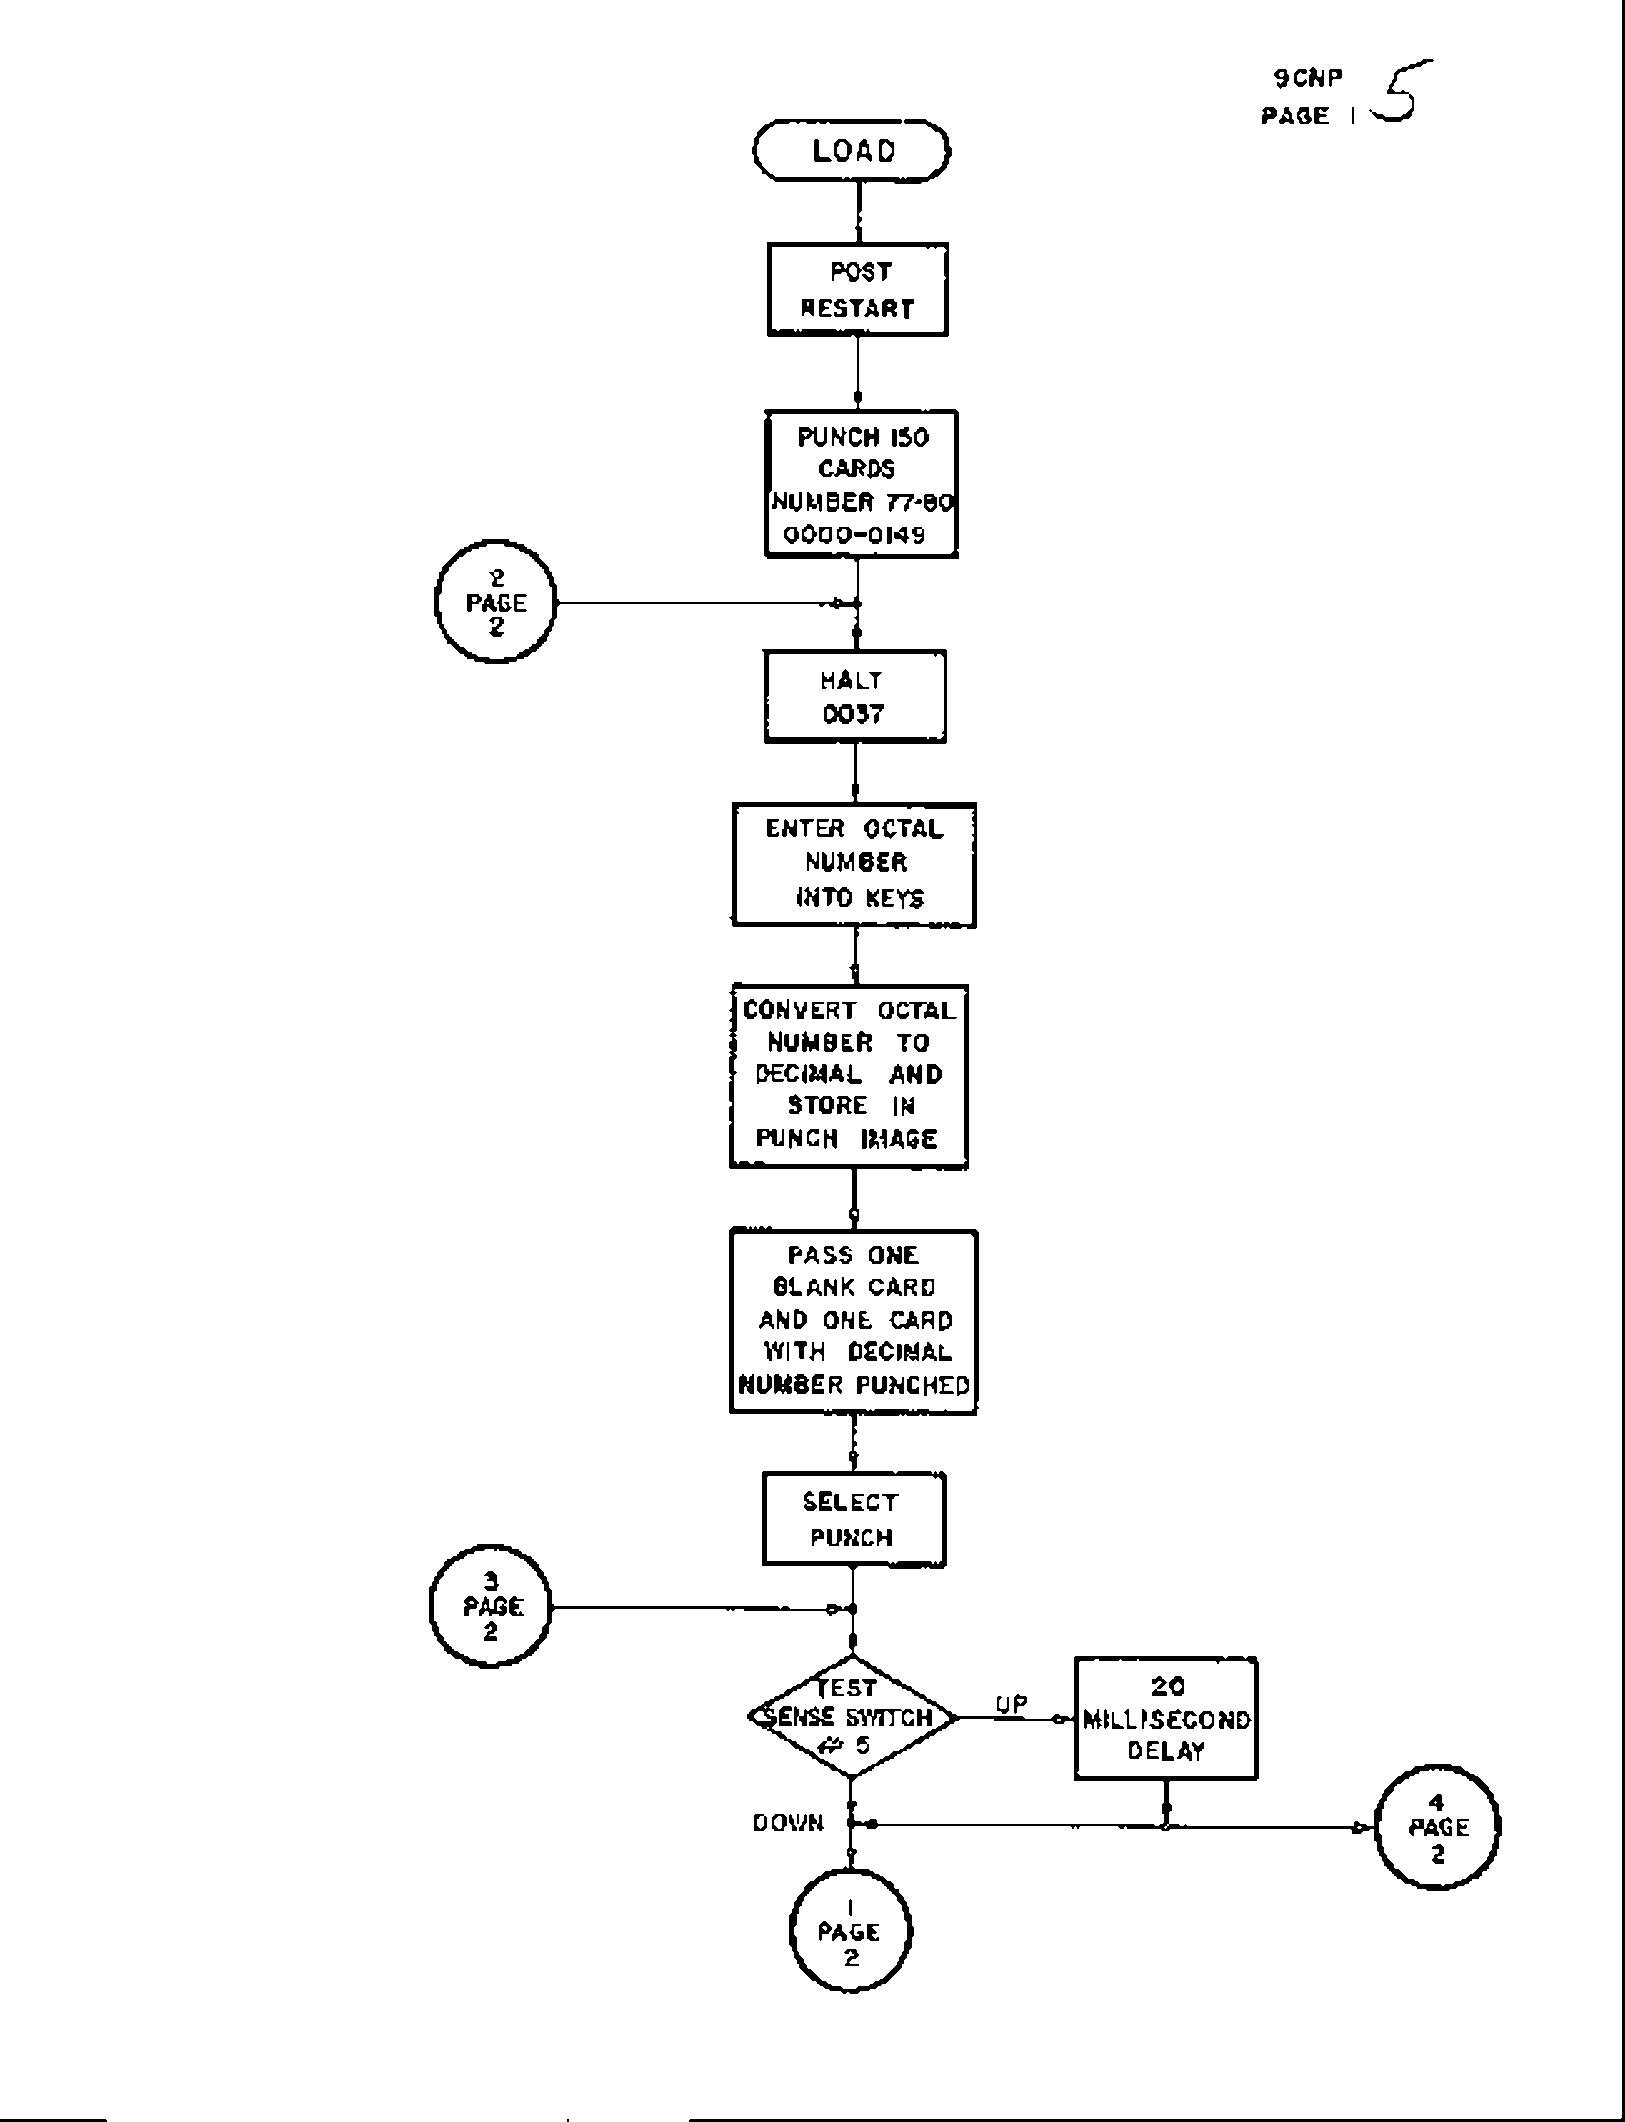 9CNP
PAGE 1 5
LOAD
POST
RESTART
PUNCH 150
CARDS
NUMBER 77-80
0000-0149
2
PAGE
2
HALT
0037
ENTER OCTAL
NUMBER
INTO KEYS
CONVERT OCTAL
NUMBER TO
DECIMAL AND
STORE IN
PUNCH IMAGE
PASS ONE
BLANK CARD
AND ONE CARD
WITH DECIMAL
NUMBER PUNCHED
SELECT
PUNCH
3
PAGE
2
TEST
SENSE SWITCH
# 5
UP
20
MILLISECOND
DELAY
DOWN
4
PAGE
2
1
PAGE
2